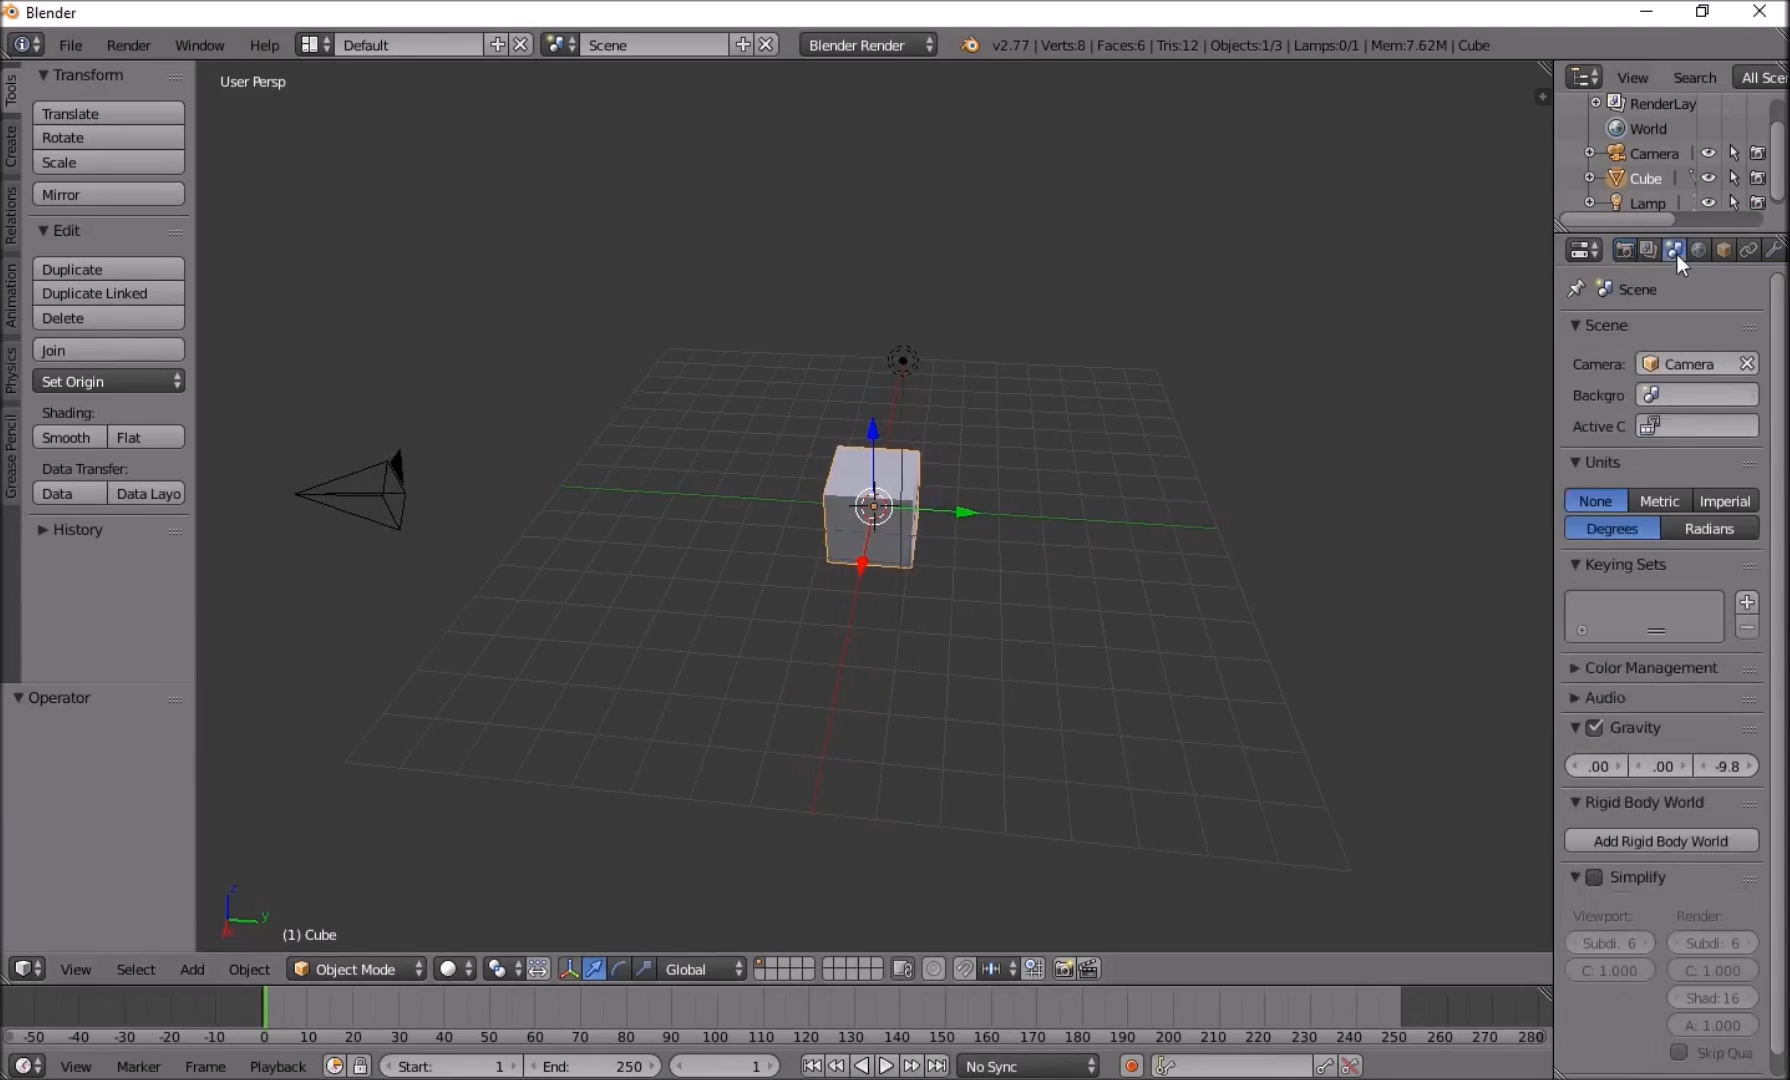 Blender
File Render Window Help Default Scene Blender Render v2.77 | Verts:8 | Faces:6 | Tris:12 | Objects:1/3 | Lamps:0/1 | Mem:7.62M | Cube
Tools
Create
Relations
Animation
Physics
Grease Pencil
Transform
Translate
Rotate
Scale
Mirror
Edit
Duplicate
Duplicate Linked
Delete
Join
Set Origin
Shading:
Smooth Flat
Data Transfer:
Data Data Layo
History
Operator
User Persp
z
y
x
(1) Cube
View Search All Sce
RenderLay
World
Camera
Cube
Lamp
Scene
Scene
Camera: Camera
Backgro
Active C
Units
None Metric Imperial
Degrees Radians
Keying Sets
Color Management
Audio
Gravity
.00 .00 -9.8
Rigid Body World
Add Rigid Body World
Simplify
Viewport: Render:
Subdi: 6 Subdi: 6
C: 1.000 C: 1.000
Shad: 16
A: 1.000
Skip Qua
View Select Add Object Object Mode Global
-50 -40 -30 -20 -10 0 10 20 30 40 50 60 70 80 90 100 110 120 130 140 150 160 170 180 190 200 210 220 230 240 250 260 270 280
View Marker Frame Playback Start: 1 End: 250 1 No Sync